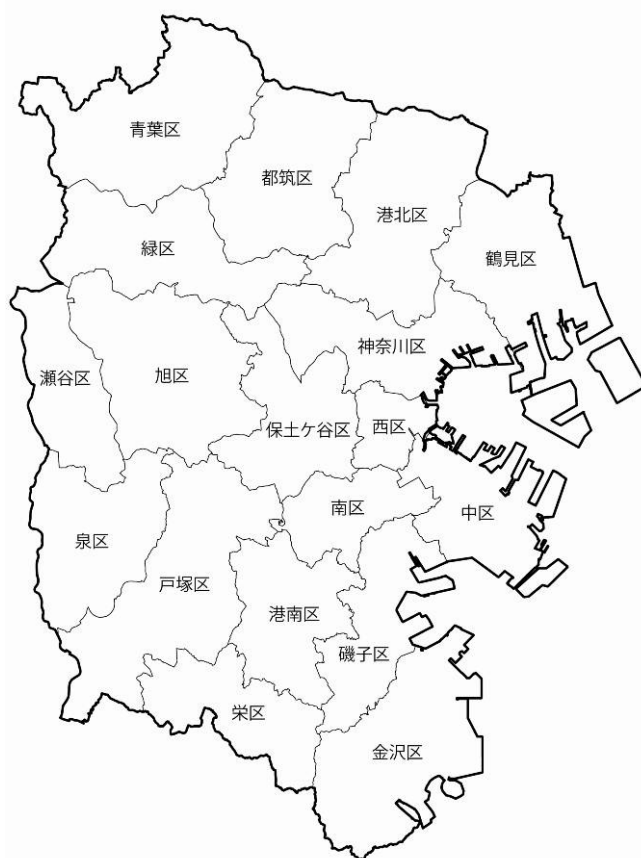 青葉区
都筑区
港北区
緑区
鶴見区
神奈川区
瀬谷区
旭区
保土ケ谷区
西区
南区
中区
泉区
戸塚区
港南区
磯子区
栄区
金沢区